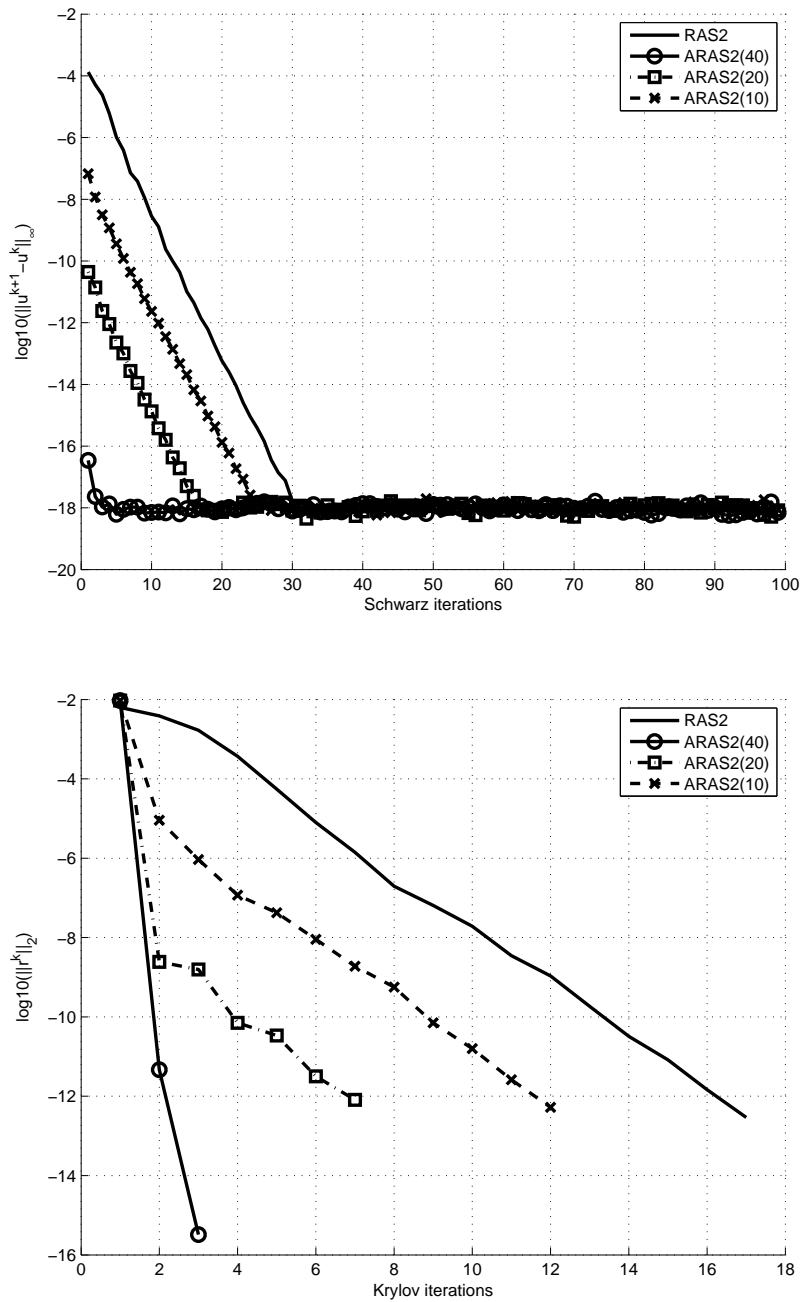 −2
−4
−6
−8
−10
−12
−14
−16
−18
−20
log10(||u^{k+1}−u^k||_∞)
0 10 20 30 40 50 60 70 80 90 100
Schwarz iterations
RAS2
ARAS2(40)
ARAS2(20)
ARAS2(10)
−2
−4
−6
−8
−10
−12
−14
−16
log10(||r^k||_2)
0 2 4 6 8 10 12 14 16 18
Krylov iterations
RAS2
ARAS2(40)
ARAS2(20)
ARAS2(10)